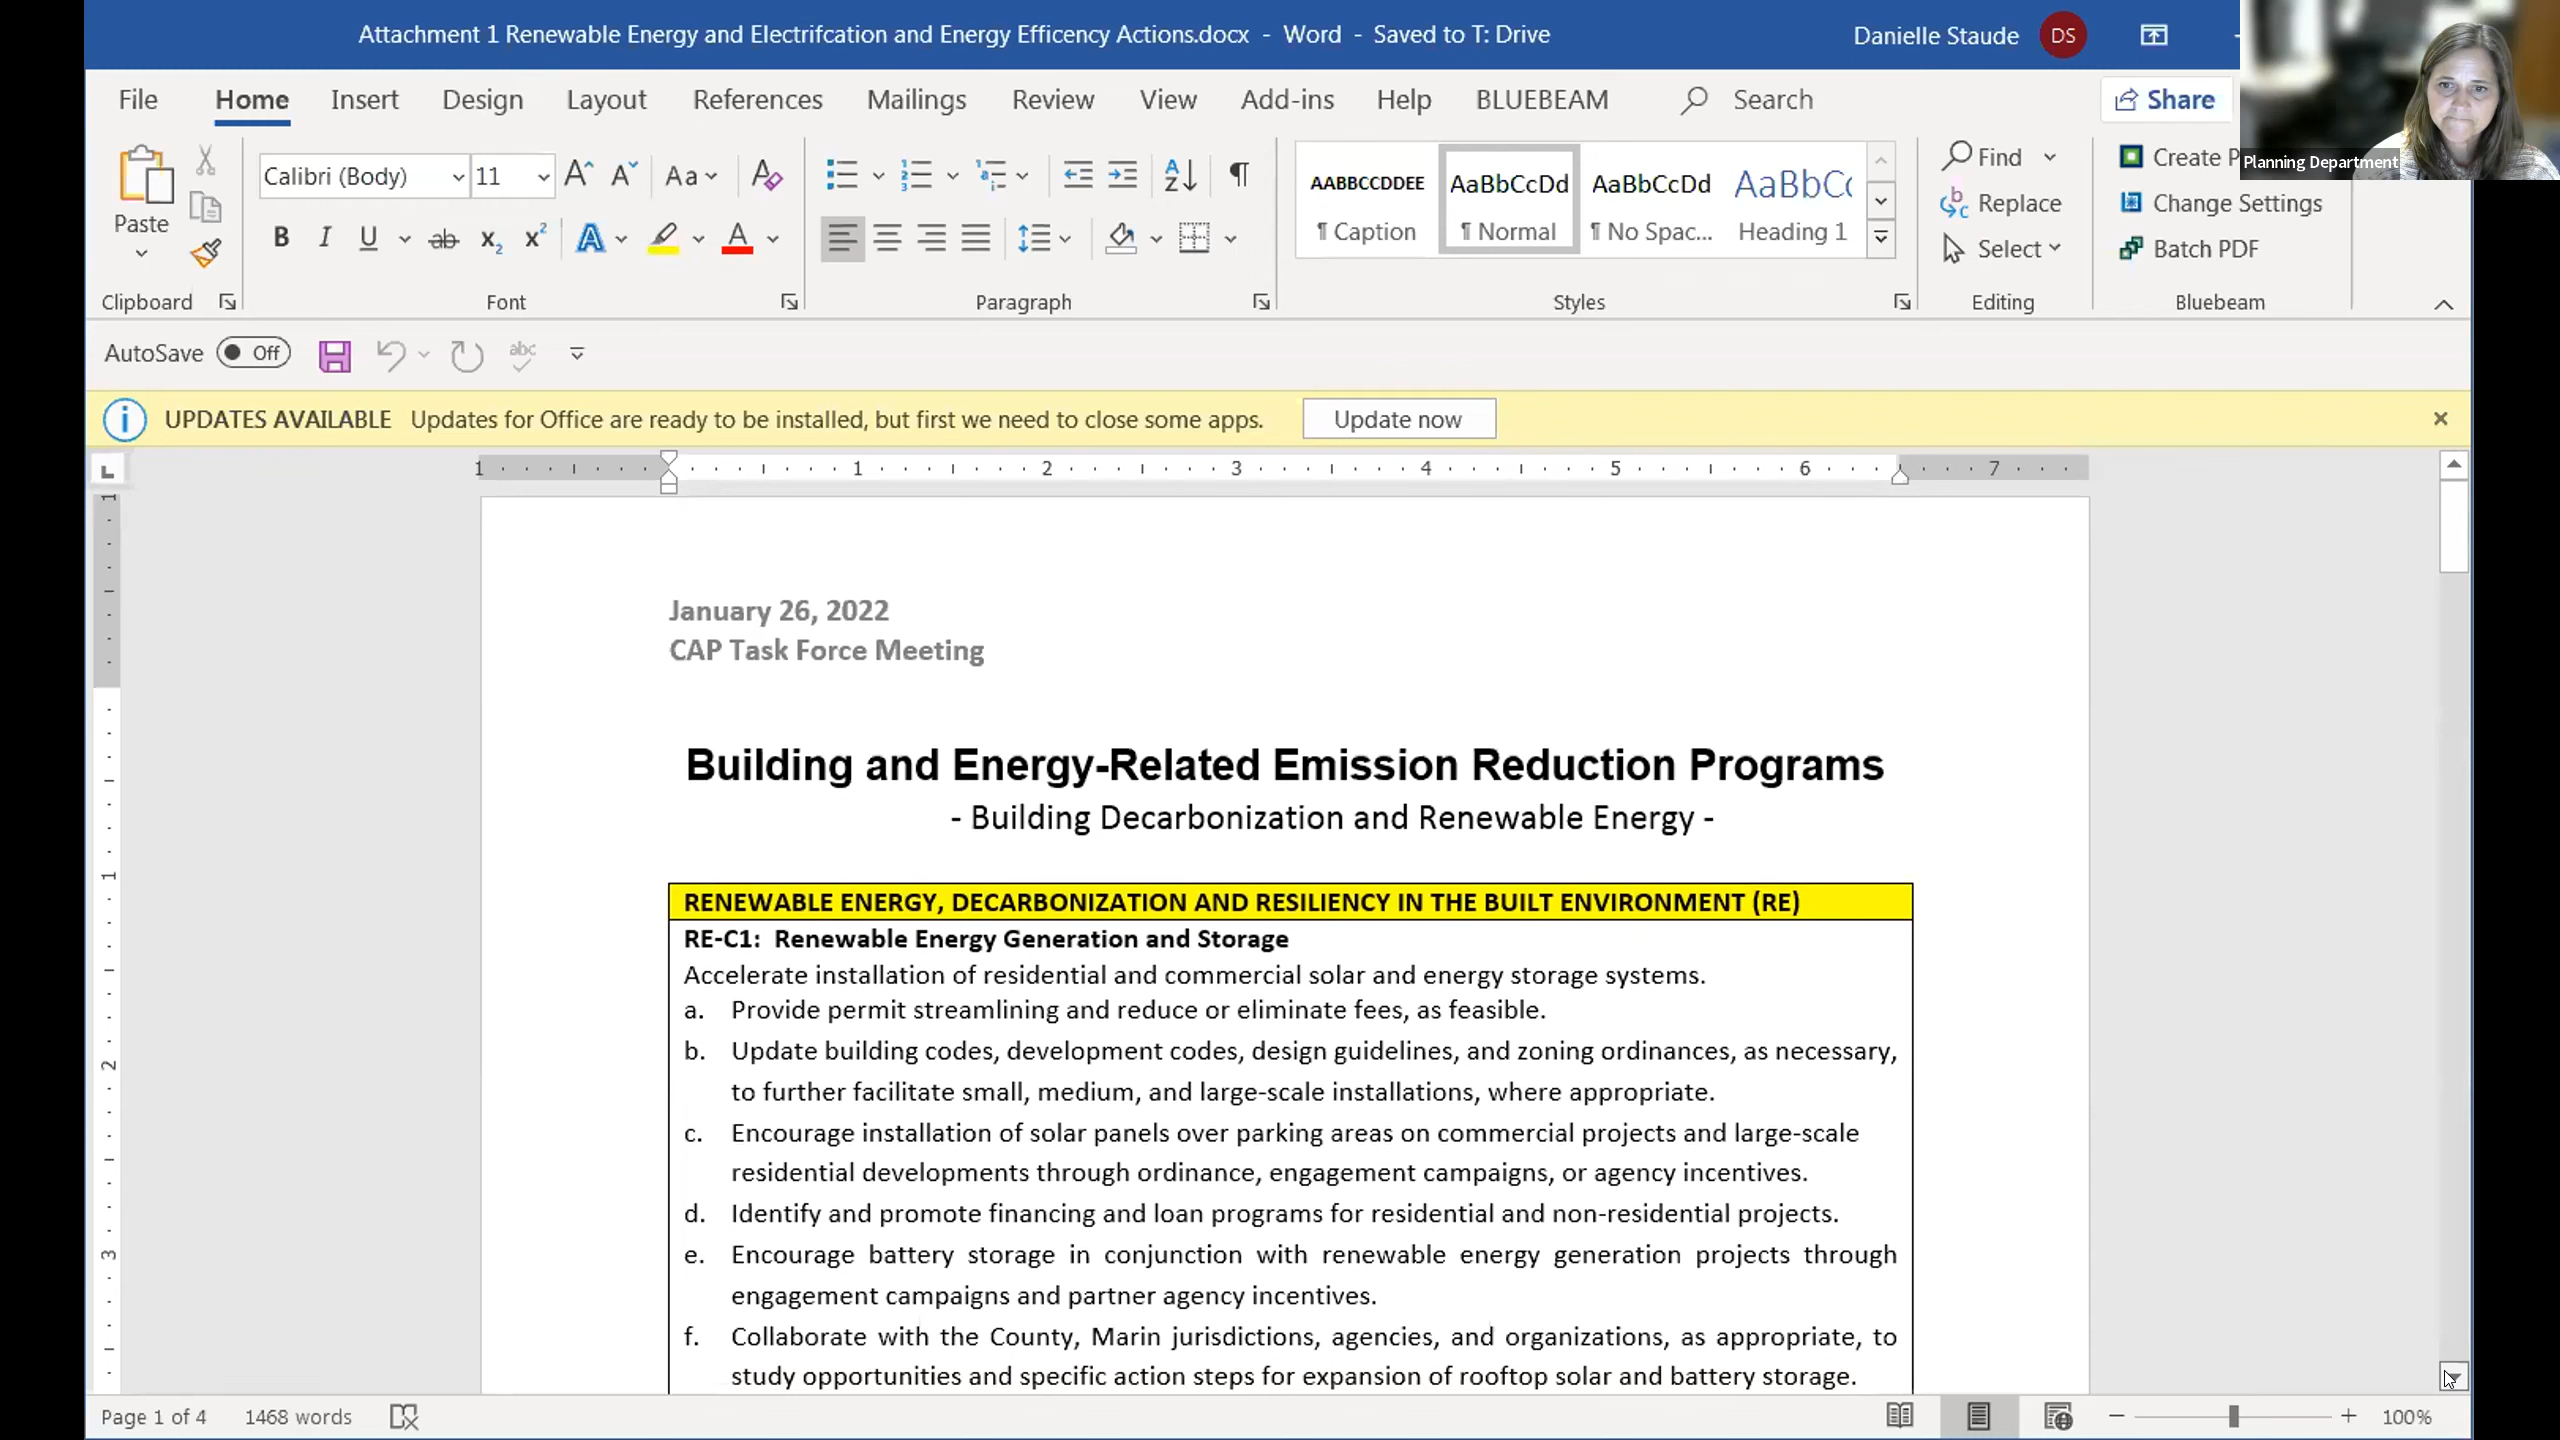 Attachment 1 Renewable Energy and Electrifcation and Energy Efficency Actions.docx - Word - Saved to T: Drive
Danielle Staude DS
File Home Insert Design Layout References Mailings Review View Add-ins Help BLUEBEAM Search Share
Planning Department
Paste
Calibri (Body) 11
Aa
AABBCCDDEE AaBbCcDd AaBbCcDd AaBbCc
¶ Caption ¶ Normal ¶ No Spac... Heading 1
Find
Replace
Select
Create P
Change Settings
Batch PDF
Clipboard Font Paragraph Styles Editing Bluebeam
AutoSave Off
UPDATES AVAILABLE Updates for Office are ready to be installed, but first we need to close some apps. Update now
1 1 2 3 4 5 6 7
January 26, 2022
CAP Task Force Meeting
Building and Energy-Related Emission Reduction Programs
- Building Decarbonization and Renewable Energy -
RENEWABLE ENERGY, DECARBONIZATION AND RESILIENCY IN THE BUILT ENVIRONMENT (RE)
RE-C1: Renewable Energy Generation and Storage
Accelerate installation of residential and commercial solar and energy storage systems.
a. Provide permit streamlining and reduce or eliminate fees, as feasible.
b. Update building codes, development codes, design guidelines, and zoning ordinances, as necessary,
to further facilitate small, medium, and large-scale installations, where appropriate.
c. Encourage installation of solar panels over parking areas on commercial projects and large-scale
residential developments through ordinance, engagement campaigns, or agency incentives.
d. Identify and promote financing and loan programs for residential and non-residential projects.
e. Encourage battery storage in conjunction with renewable energy generation projects through
engagement campaigns and partner agency incentives.
f. Collaborate with the County, Marin jurisdictions, agencies, and organizations, as appropriate, to
study opportunities and specific action steps for expansion of rooftop solar and battery storage.
Page 1 of 4 1468 words 100%